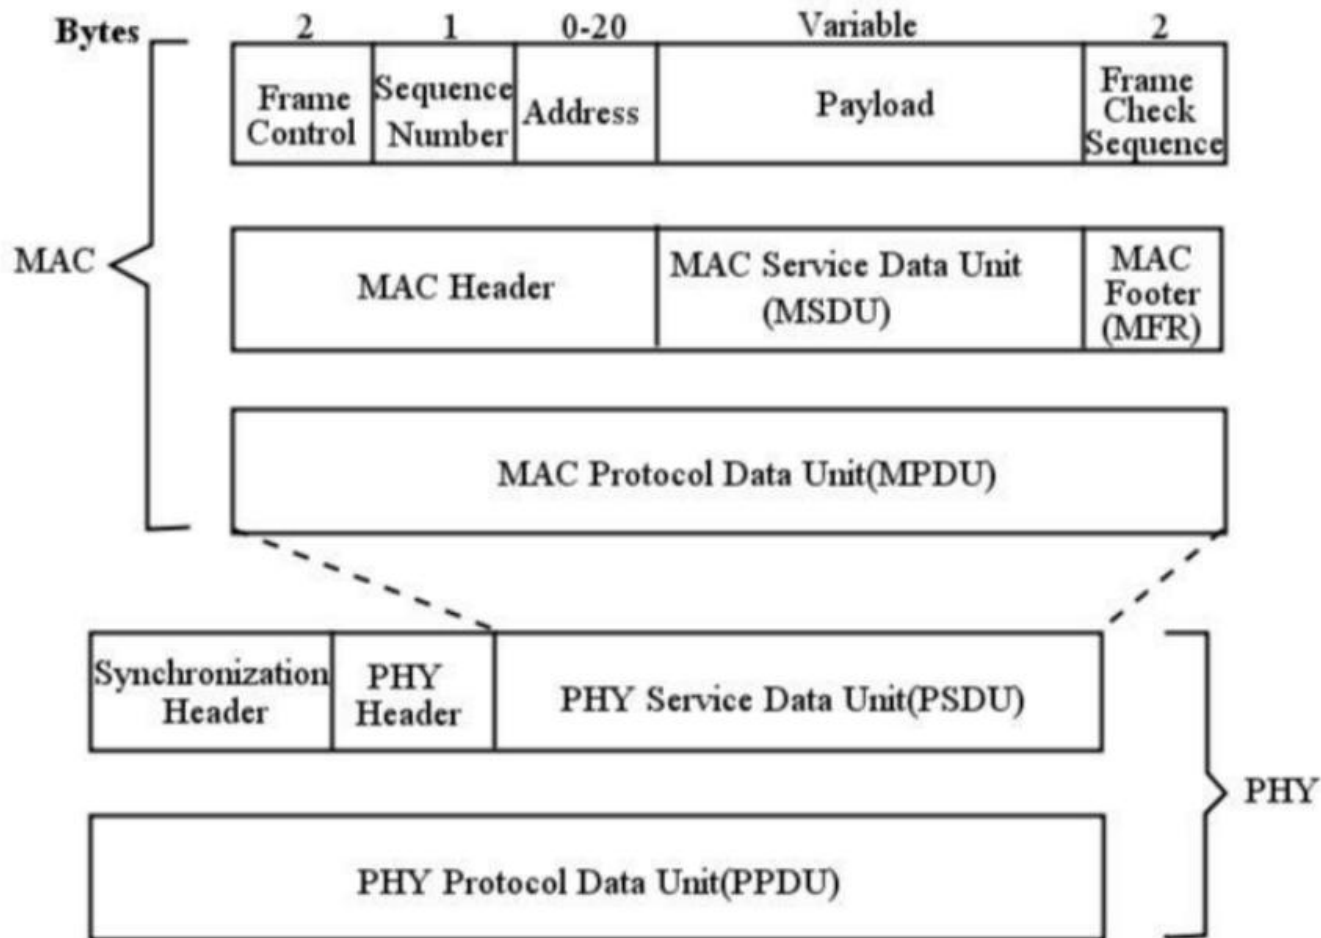 Bytes 2 1 0-20 Variable 2
Frame
Control
Sequence
Number
Address
Payload
Frame
Check
Sequence
MAC
MAC Header
MAC Service Data Unit
(MSDU)
MAC
Footer
(MFR)
MAC Protocol Data Unit(MPDU)
Synchronization
Header
PHY
Header
PHY Service Data Unit(PSDU)
PHY
PHY Protocol Data Unit(PPDU)